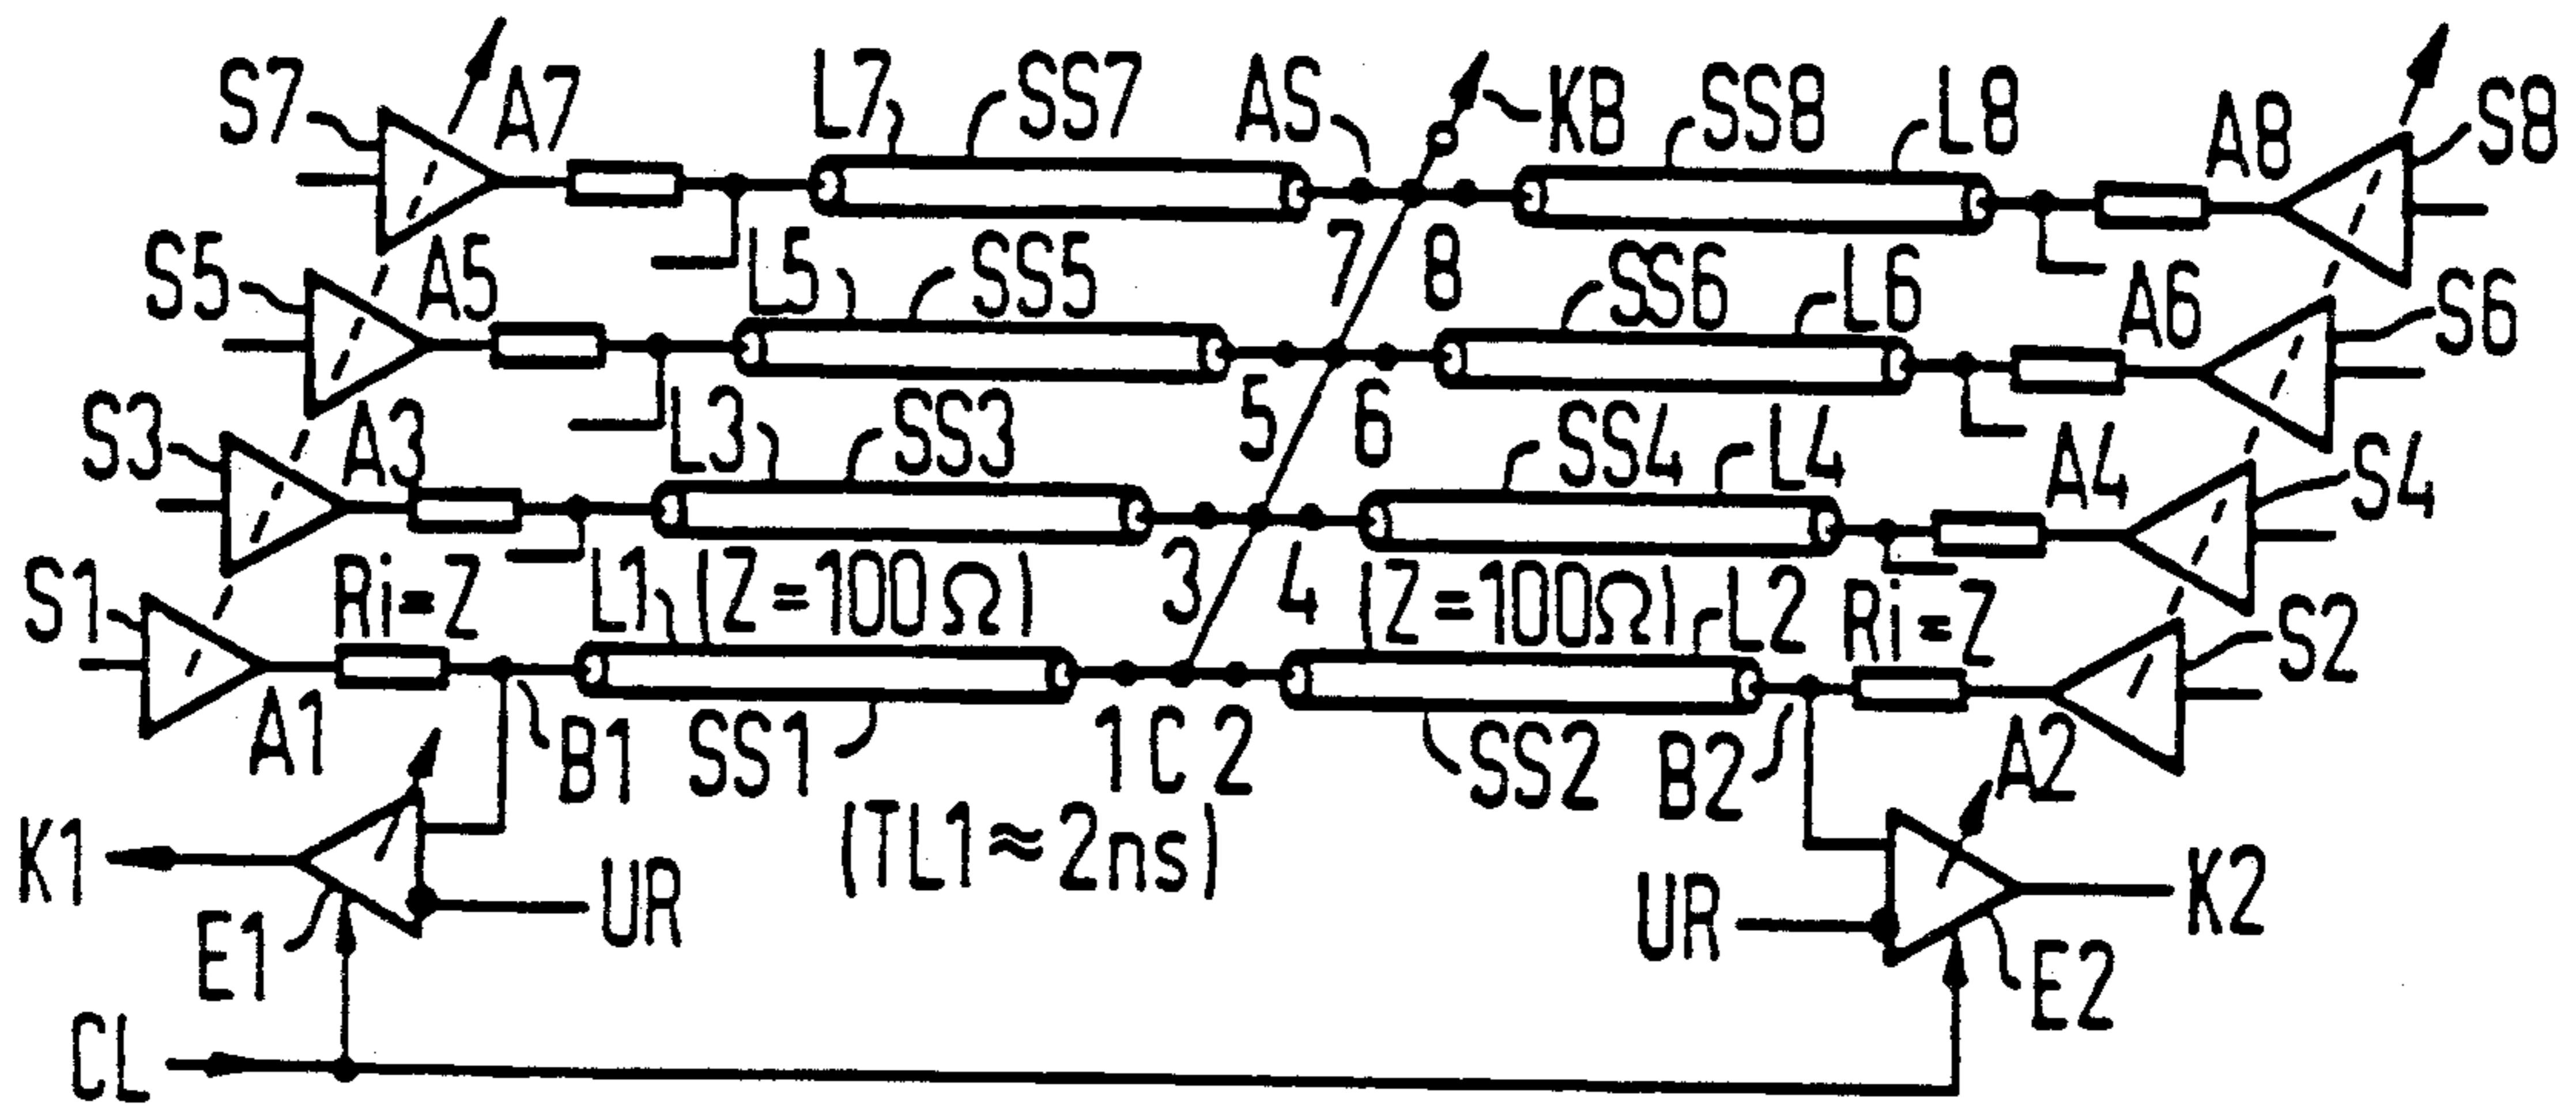 S7 A7 L7 SS7 AS KB SS8 L8 A8 S8
S5 A5 L5 SS5 7 8 SS6 L6 A6 S6
S3 A3 L3 SS3 5 6 SS4 L4 A4 S4
S1 Ri=Z L1 (Z=100Ω) 3 4 (Z=100Ω) L2 Ri=Z S2
A1 B1 SS1 1 C 2 SS2 B2 A2
K1 UR (TL1≈2ns) UR K2
E1 E2
CL